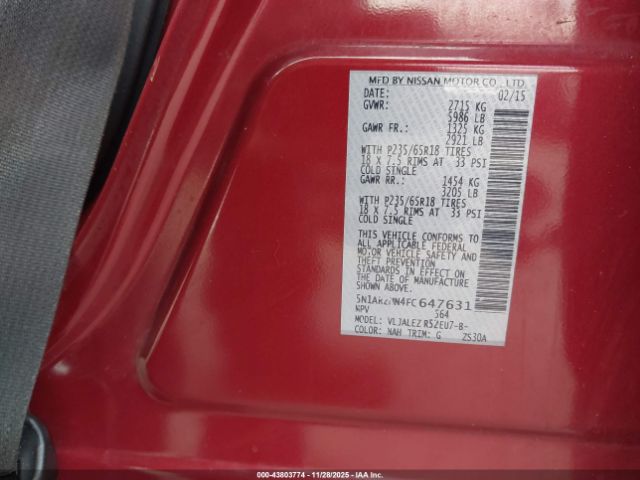 MFD BY NISSAN MOTOR CO., LTD.
DATE: 02/15
GVWR: 2715 KG
5986 LB
GAWR FR.: 1325 KG
2921 LB
WITH P235/65R18 TIRES
18 X 7.5 RIMS AT 33 PSI
COLD SINGLE
GAWR RR.: 1454 KG
3205 LB
WITH P235/65R18 TIRES
18 X 7.5 RIMS AT 33 PSI
COLD SINGLE
THIS VEHICLE CONFORMS TO
ALL APPLICABLE FEDERAL
MOTOR VEHICLE SAFETY AND
THEFT PREVENTION
STANDARDS IN EFFECT ON
THE DATE OF MANUFACTURE
647631
MPV 564
MODEL: VLJALEZ R52EU7-B-
COLOR: NAH TRIM: G 2S30A
000-43803774 | 11/28/2025 - IAAI.CA